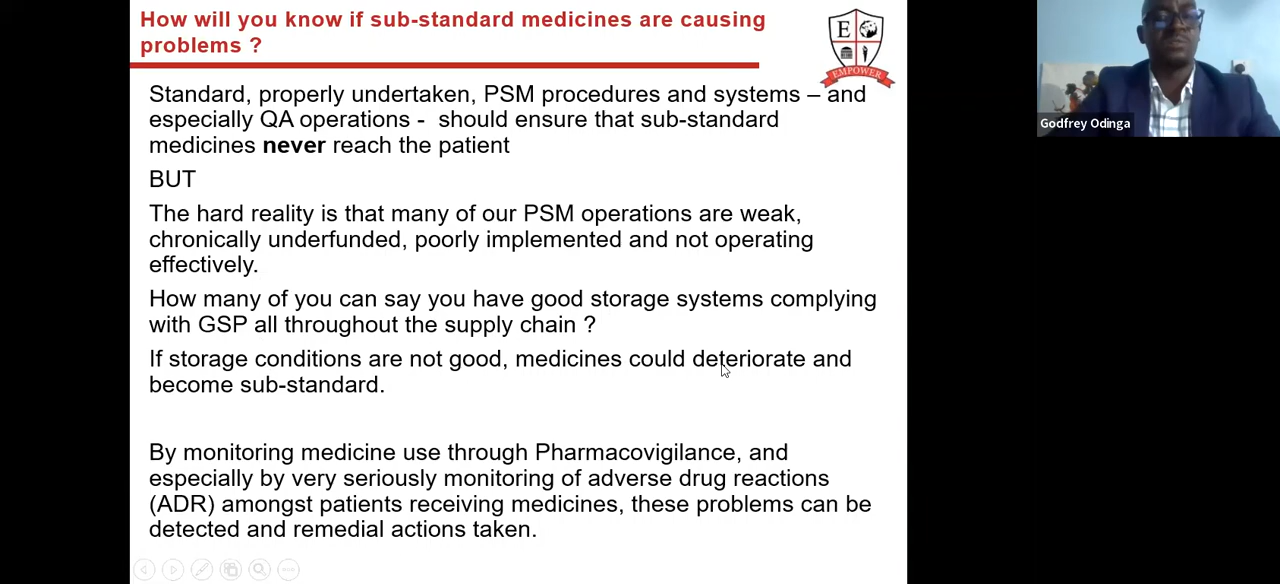 How will you know if sub-standard medicines are causing
problems ?
E
EMPOWER
Standard, properly undertaken, PSM procedures and systems – and
especially QA operations -  should ensure that sub-standard
medicines never reach the patient
BUT
The hard reality is that many of our PSM operations are weak,
chronically underfunded, poorly implemented and not operating
effectively.
How many of you can say you have good storage systems complying
with GSP all throughout the supply chain ?
If storage conditions are not good, medicines could deteriorate and
become sub-standard.
By monitoring medicine use through Pharmacovigilance, and
especially by very seriously monitoring of adverse drug reactions
(ADR) amongst patients receiving medicines, these problems can be
detected and remedial actions taken.
Godfrey Odinga